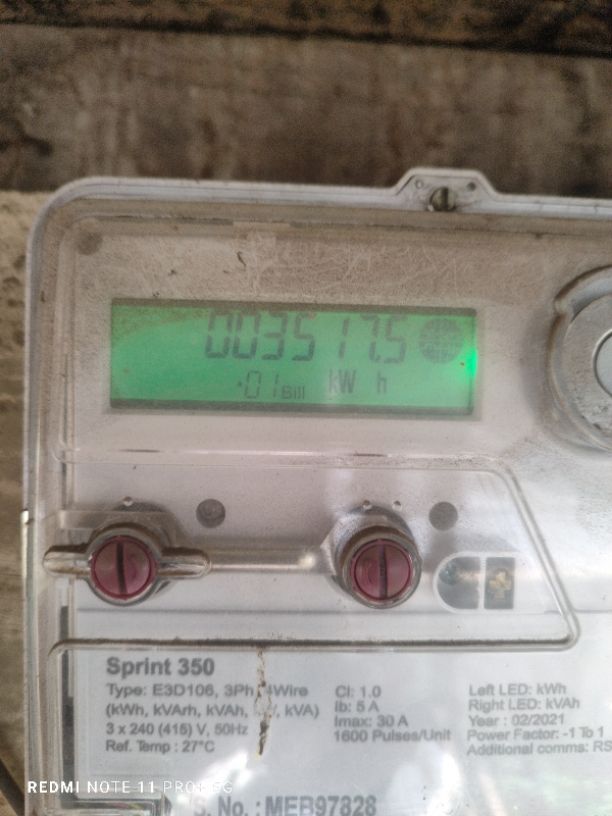 003517.5
01 Bill kW h
Sprint 350
Type: E3D106, 3Ph 4Wire
(kWh, kVArh, kVAh, kVA)
3 x 240 (415) V, 50Hz
Ref. Temp : 27°C
Cl: 1.0
Ib: 5 A
Imax: 30 A
1600 Pulses/Unit
Left LED: kWh
Right LED: kVAh
Year : 02/2021
Power Factor: -1 To 1
Additional comms: RS
S. No. : MEB97828
REDMI NOTE 11 PRO+ 5G